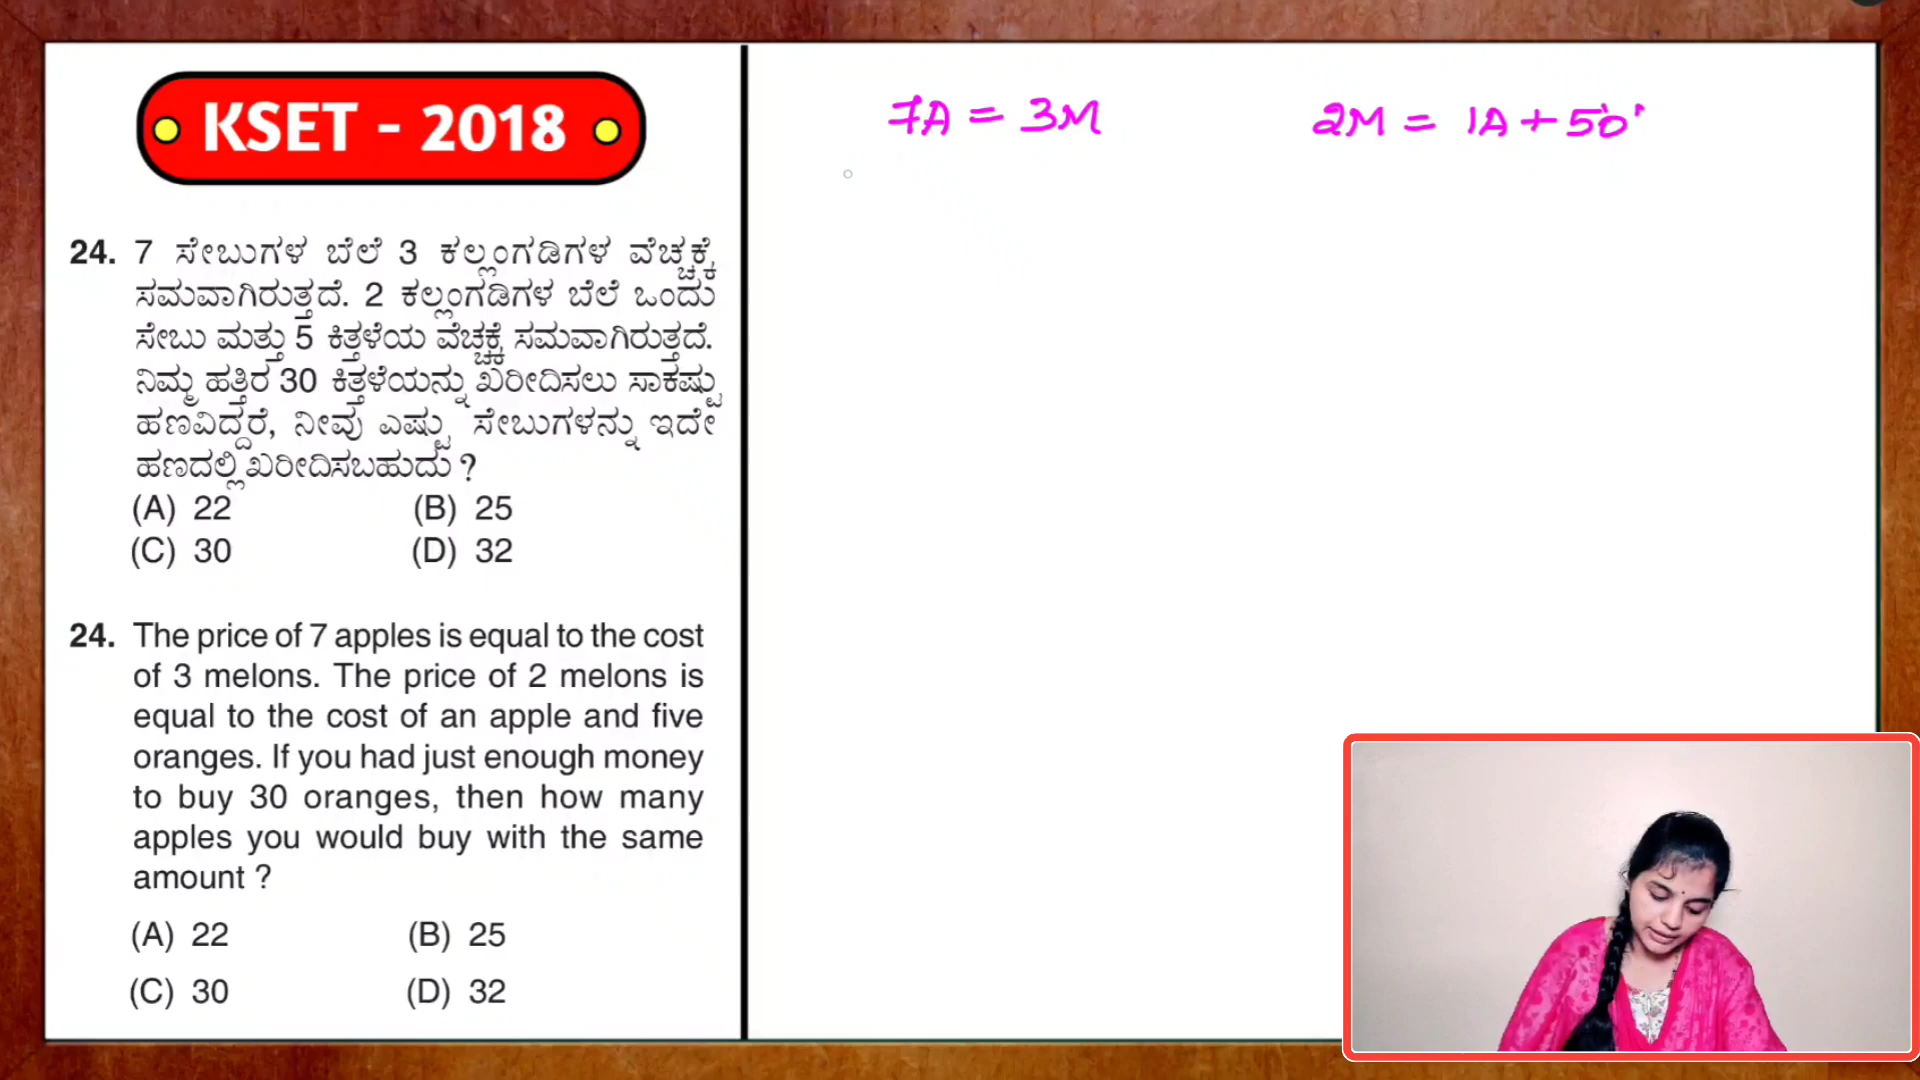 KSET - 2018
7A = 3M
2M = 1A + 5O
24. 7 ಸೇಬುಗಳ ಬೆಲೆ 3 ಕಲ್ಲಂಗಡಿಗಳ ವೆಚ್ಚಕ್ಕೆ
ಸಮವಾಗಿರುತ್ತದೆ. 2 ಕಲ್ಲಂಗಡಿಗಳ ಬೆಲೆ ಒಂದು
ಸೇಬು ಮತ್ತು 5 ಕಿತ್ತಳೆಯ ವೆಚ್ಚಕ್ಕೆ ಸಮವಾಗಿರುತ್ತದೆ.
ನಿಮ್ಮ ಹತ್ತಿರ 30 ಕಿತ್ತಳೆಯನ್ನು ಖರೀದಿಸಲು ಸಾಕಷ್ಟು
ಹಣವಿದ್ದರೆ, ನೀವು ಎಷ್ಟು ಸೇಬುಗಳನ್ನು ಇದೇ
ಹಣದಲ್ಲಿ ಖರೀದಿಸಬಹುದು ?
(A) 22 (B) 25
(C) 30 (D) 32
24. The price of 7 apples is equal to the cost
of 3 melons. The price of 2 melons is
equal to the cost of an apple and five
oranges. If you had just enough money
to buy 30 oranges, then how many
apples you would buy with the same
amount ?
(A) 22 (B) 25
(C) 30 (D) 32